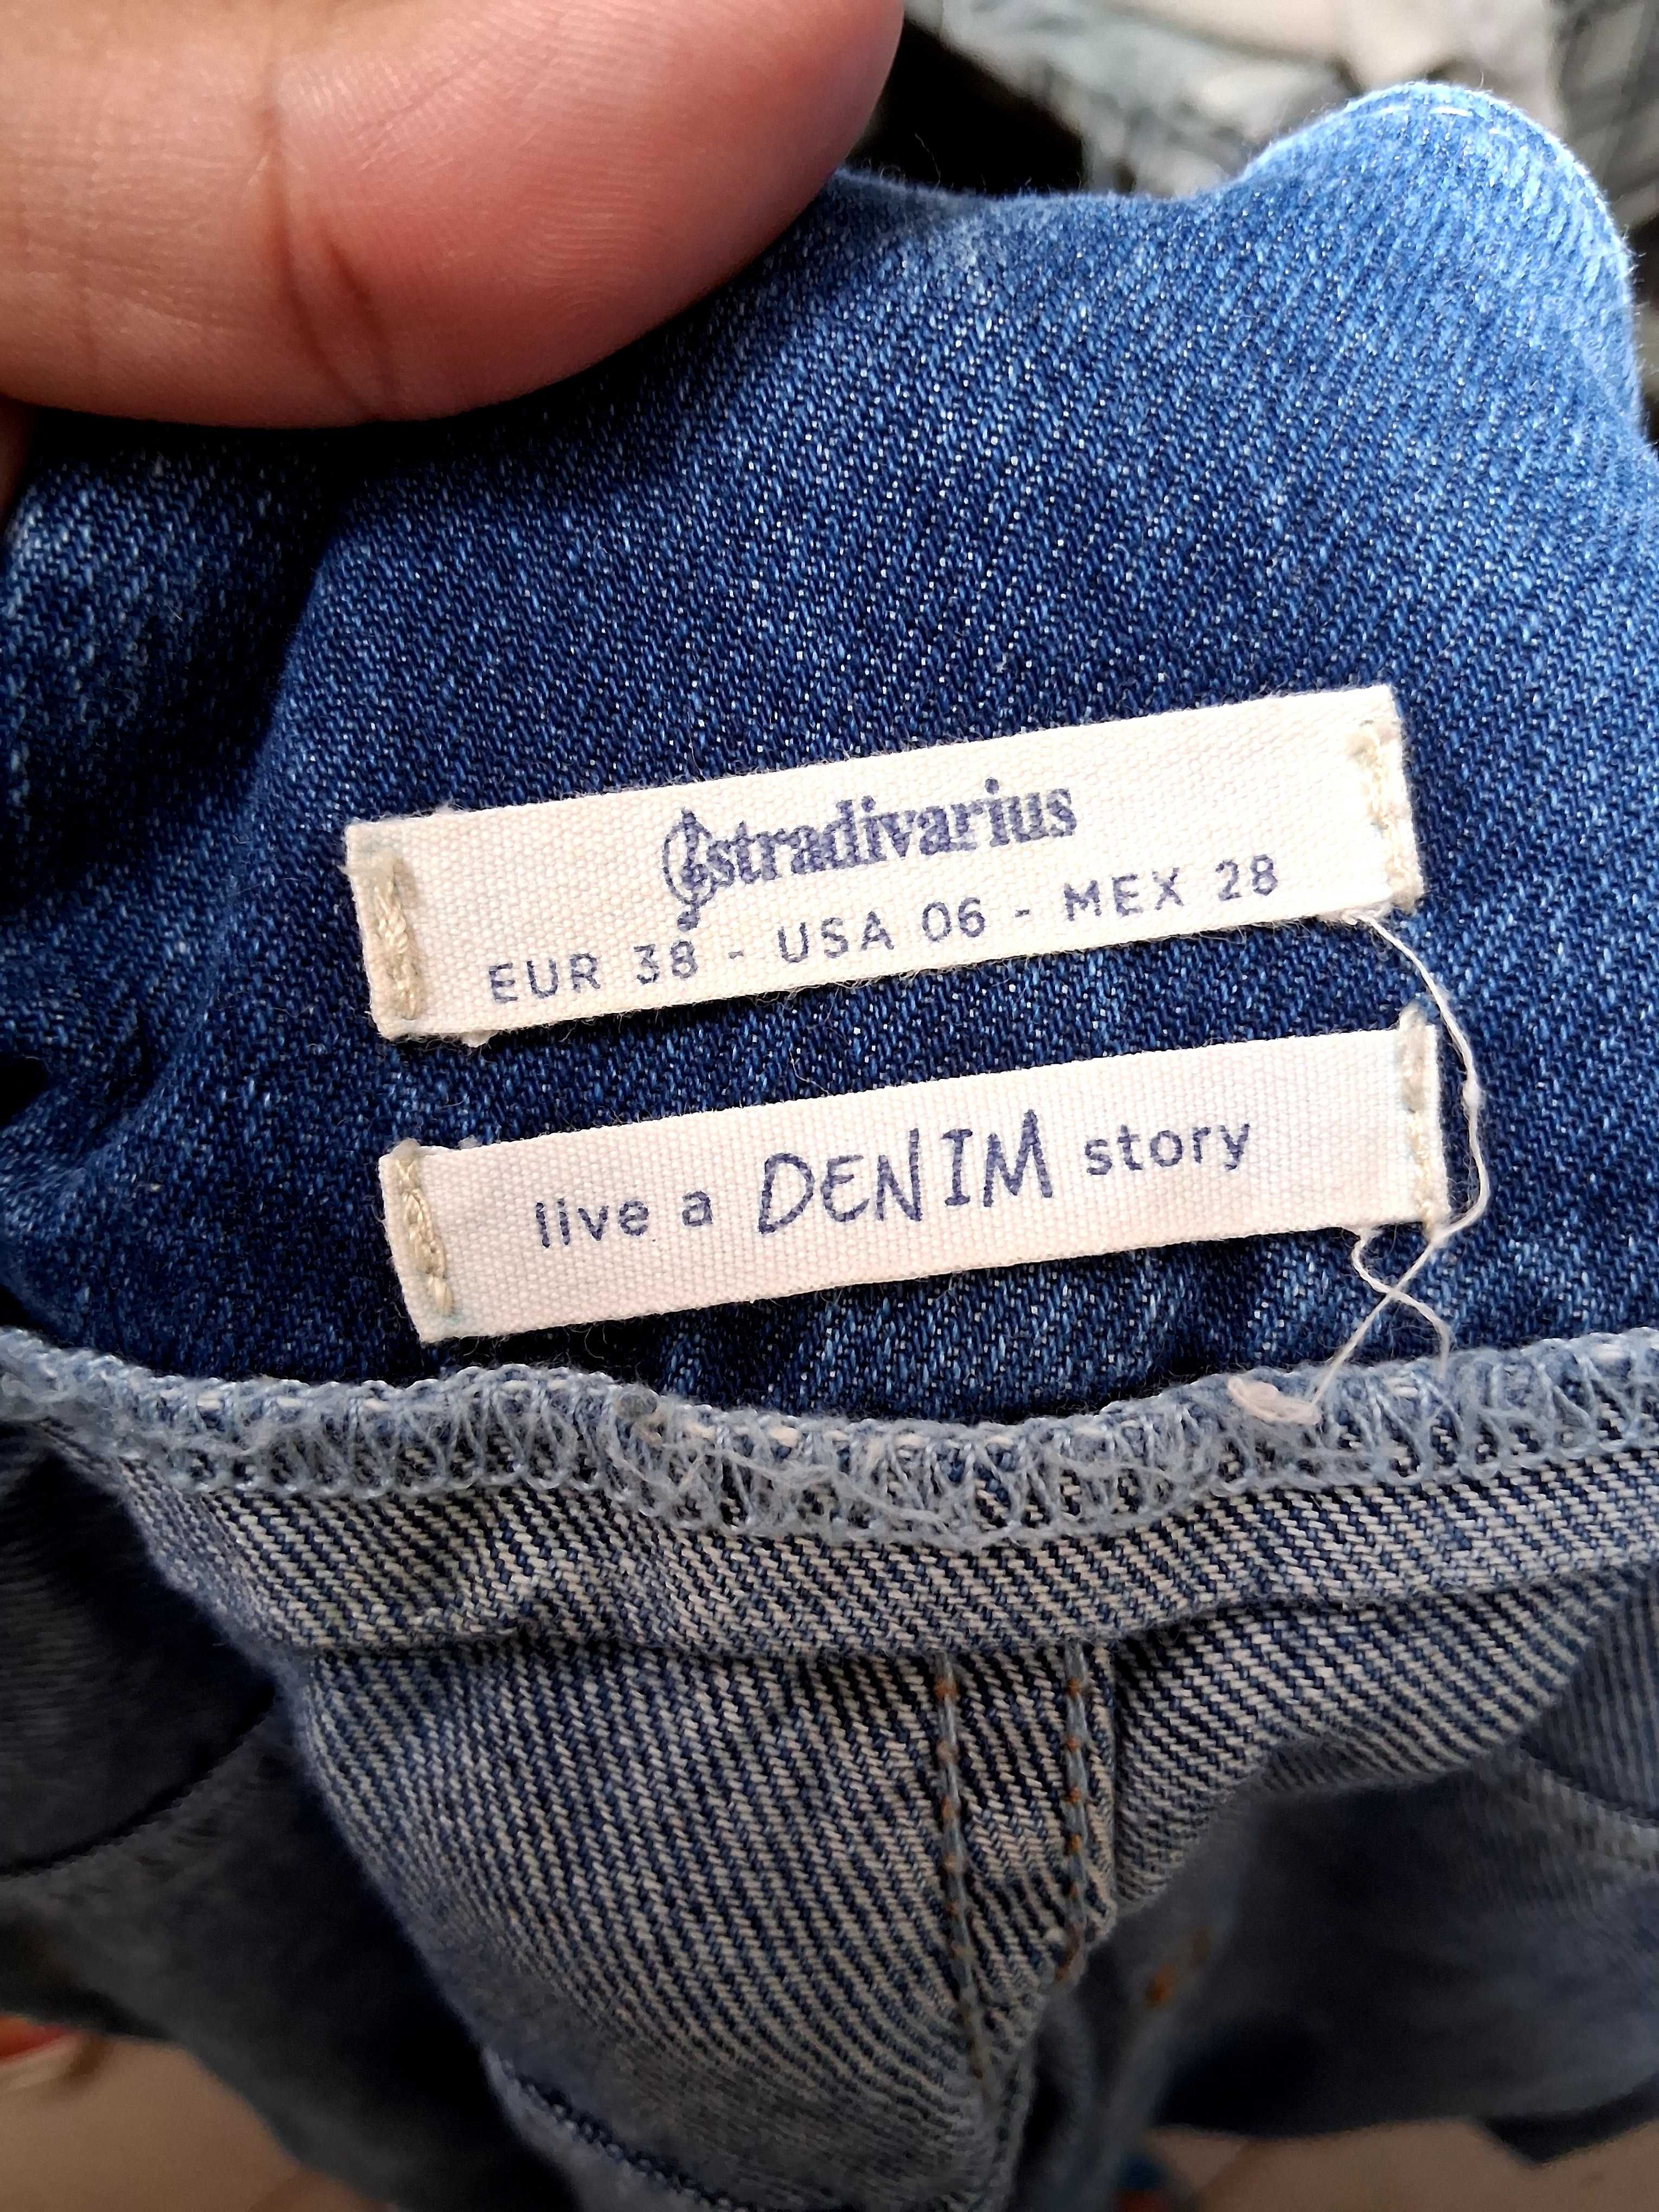 stradivarius
EUR 38 - USA 06 - MEX 28
live a DENIM story